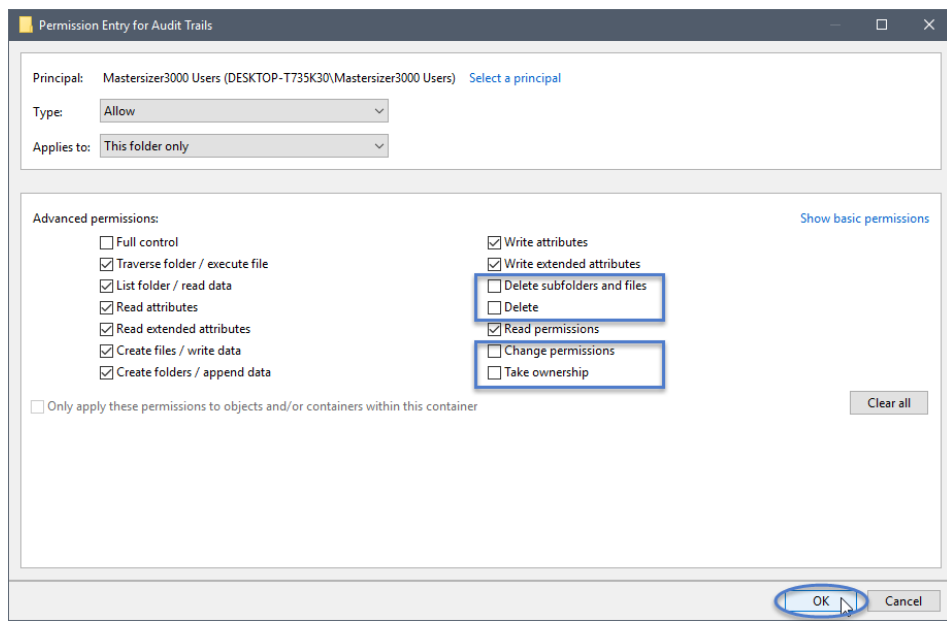 Permission Entry for Audit Trails
Principal: Mastersizer3000 Users (DESKTOP-T735K30\Mastersizer3000 Users) Select a principal
Type: Allow
Applies to: This folder only
Advanced permissions: Show basic permissions
Full control
Traverse folder / execute file
List folder / read data
Read attributes
Read extended attributes
Create files / write data
Create folders / append data
Write attributes
Write extended attributes
Delete subfolders and files
Delete
Read permissions
Change permissions
Take ownership
Only apply these permissions to objects and/or containers within this container
Clear all
OK Cancel